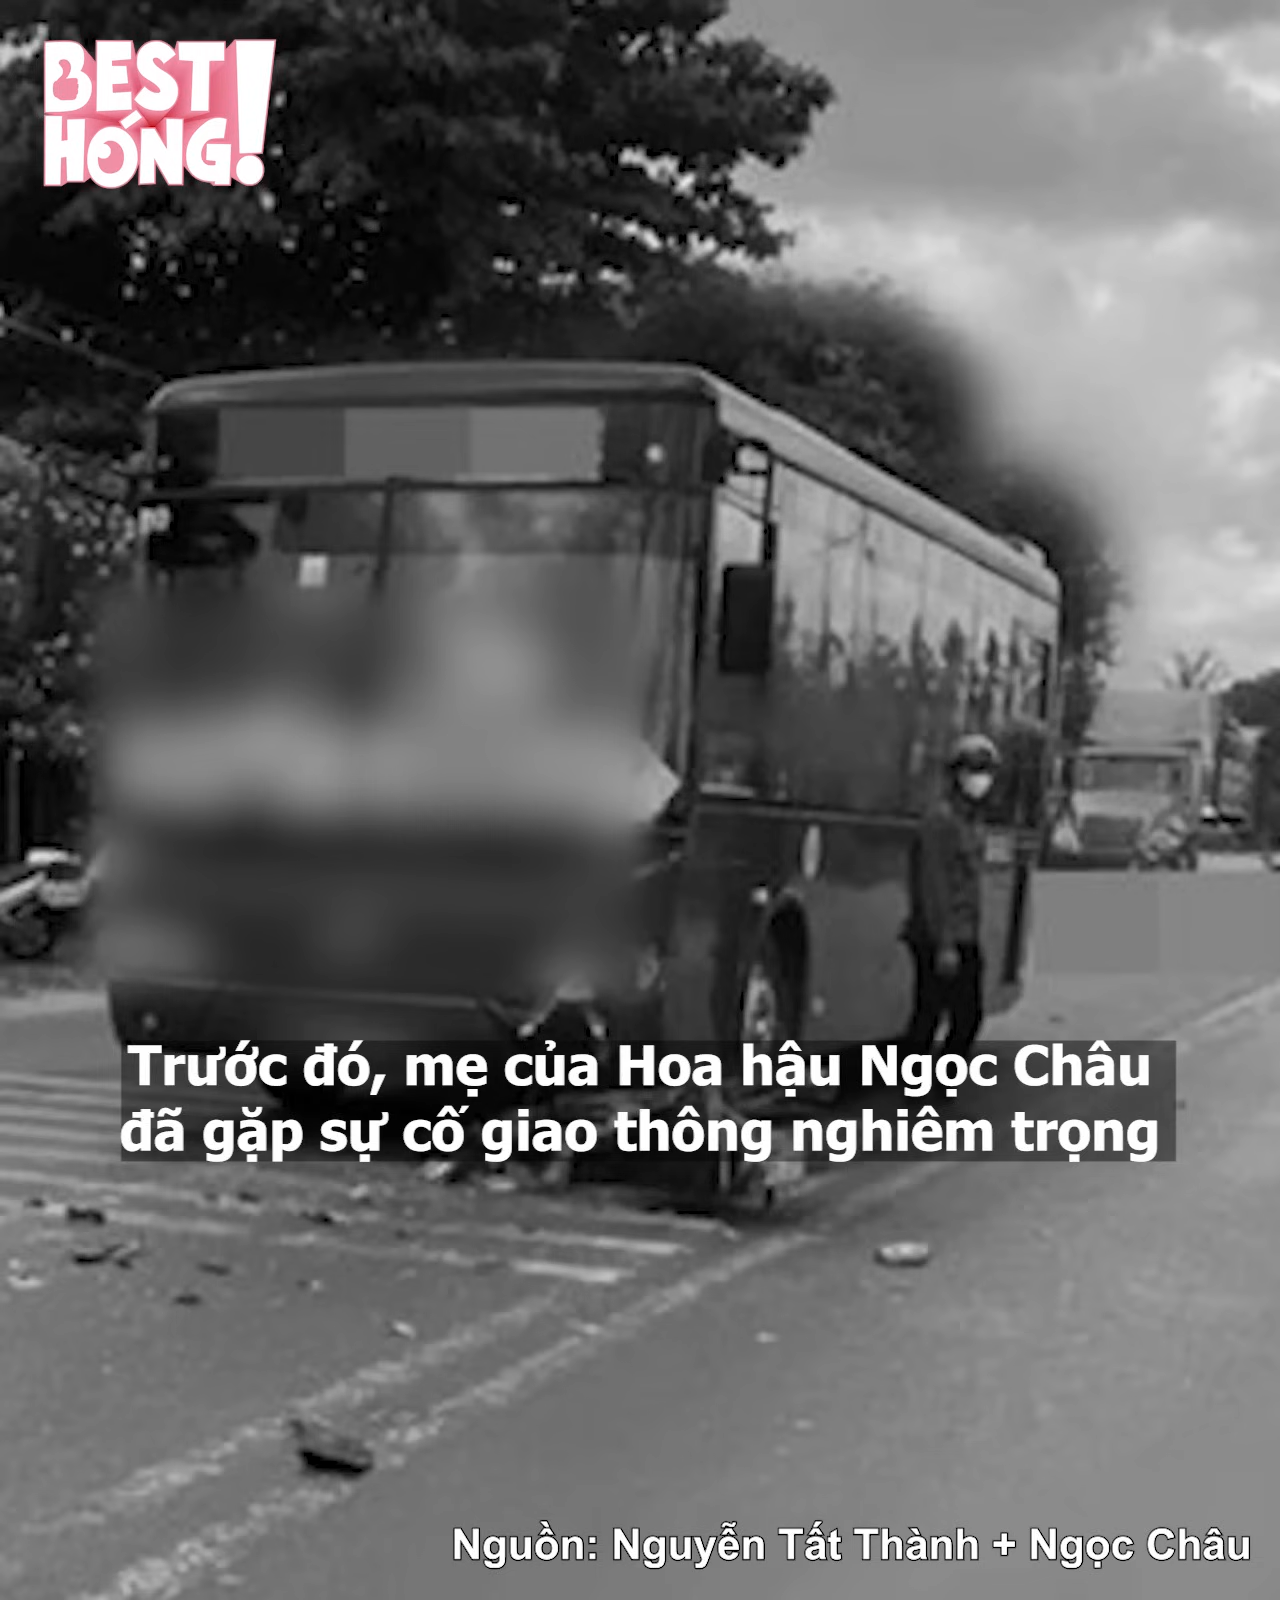 BEST
HÓNG!
Trước đó, mẹ của Hoa hậu Ngọc Châu
đã gặp sự cố giao thông nghiêm trọng
Nguồn: Nguyễn Tất Thành + Ngọc Châu